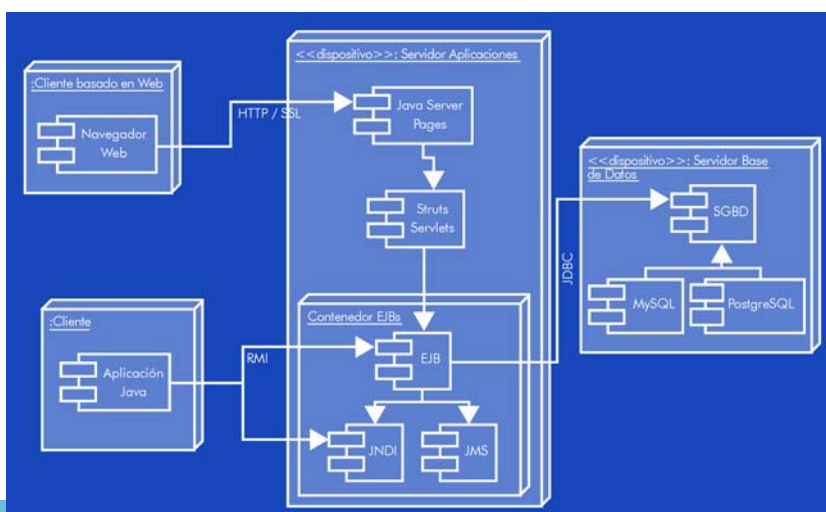 :Cliente basado en Web
Navegador
Web
HTTP / SSL
<<dispositivo>>: Servidor Aplicaciones
Java Server
Pages
Struts
Servlets
Contenedor EJBs
EJB
JNDI
JMS
:Cliente
Aplicación
Java
RMI
JDBC
<<dispositivo>>: Servidor Base
de Datos
SGBD
MySQL
PostgreSQL